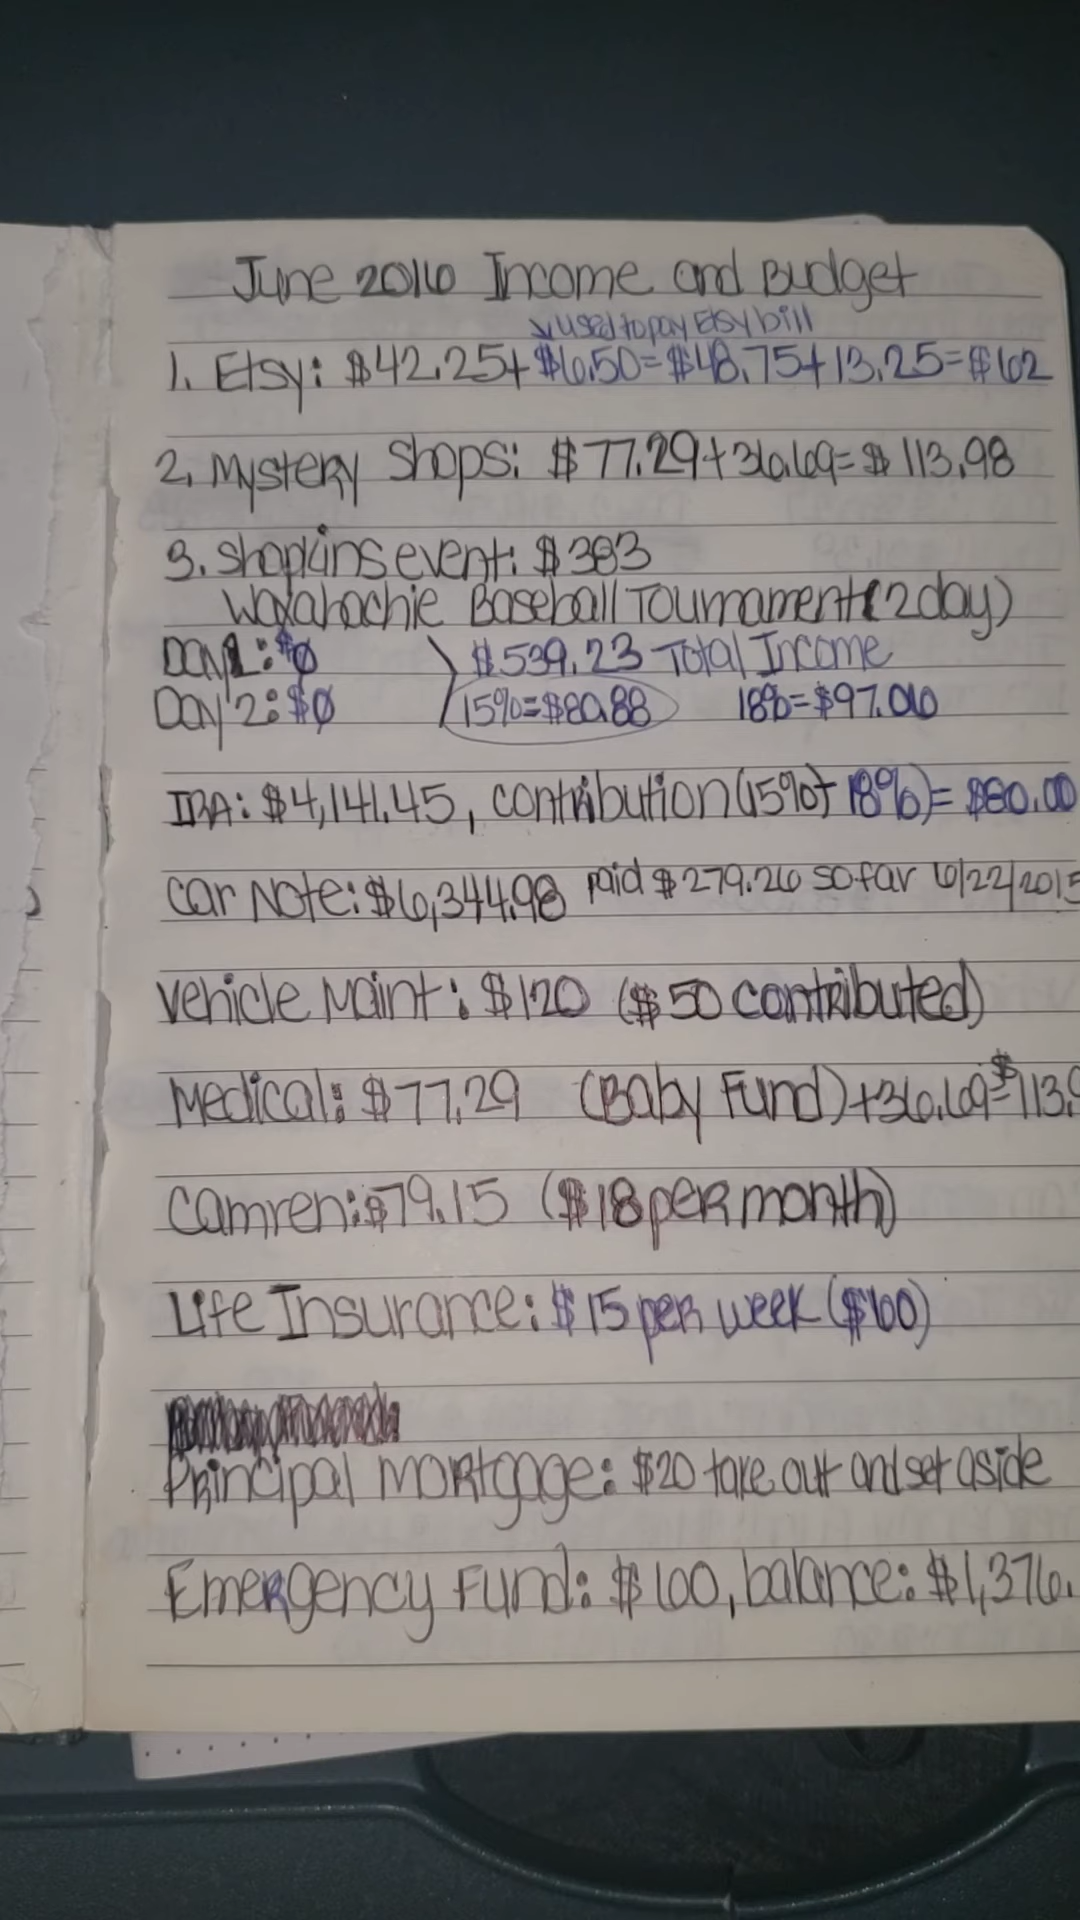 June 2016 Income and Budget
↘ used to pay Etsy bill
1. Etsy: $42.25+ $6.50= $48.75+13.25= $62
2. Mystery Shops: $77.29+36.69= $113.98
3. Shopkins event: $383
Waxahachie Baseball Tournament (2 day)
Day 1: $0 $539.23 Total Income
Day 2: $0 15%=$80.88 18%=$97.06
IRA: $4,141.45, contribution (15%+ 18%)= $80.00
Car Note: $6,344.98 paid $279.26 so far 6/22/2015
Vehicle Maint: $120 ($50 contributed)
Medical: $77.29 (Baby Fund)+36.69=$113.9
Camren: $79.15 ($18 per month)
Life Insurance: $15 per week ($60)
Principal Mortgage: $20 take out and set aside
Emergency Fund: $100, balance: $1,376.